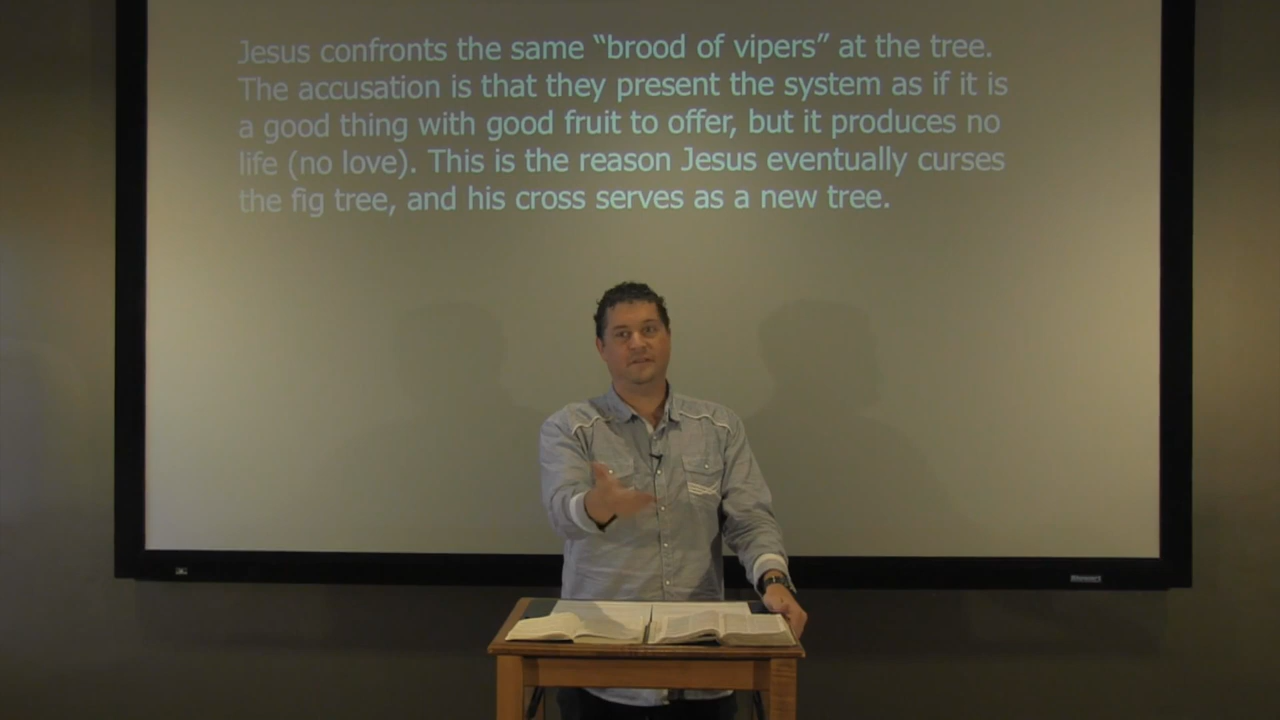 Jesus confronts the same “brood of vipers” at the tree.
The accusation is that they present the system as if it is
a good thing with good fruit to offer, but it produces no
life (no love). This is the reason Jesus eventually curses
the fig tree, and his cross serves as a new tree.